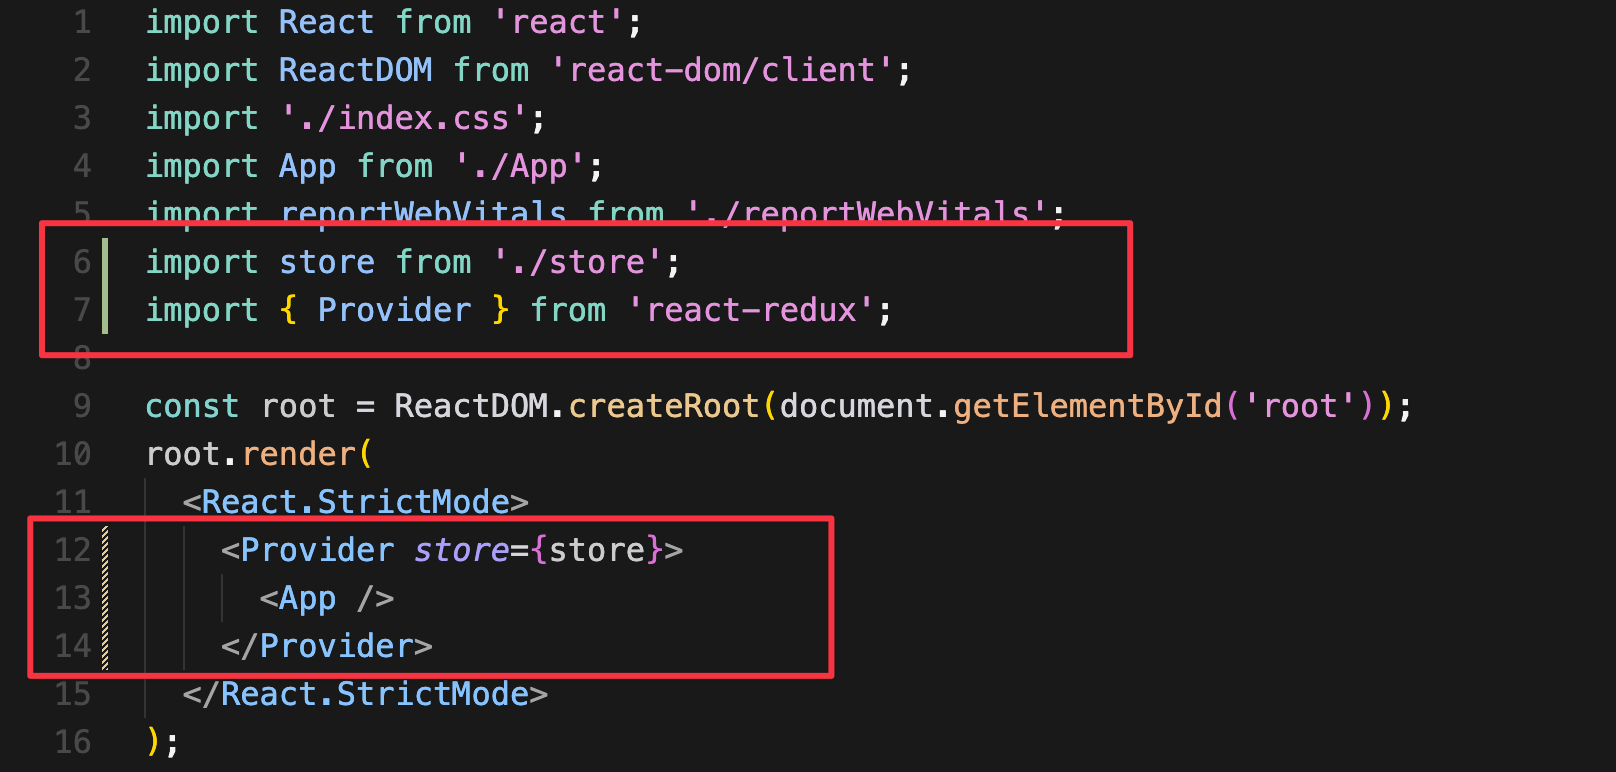 1 import React from 'react';
2 import ReactDOM from 'react-dom/client';
3 import './index.css';
4 import App from './App';
5 import reportWebVitals from './reportWebVitals';
6 import store from './store';
7 import { Provider } from 'react-redux';
8
9 const root = ReactDOM.createRoot(document.getElementById('root'));
10 root.render(
11 <React.StrictMode>
12 <Provider store={store}>
13 <App />
14 </Provider>
15 </React.StrictMode>
16 );